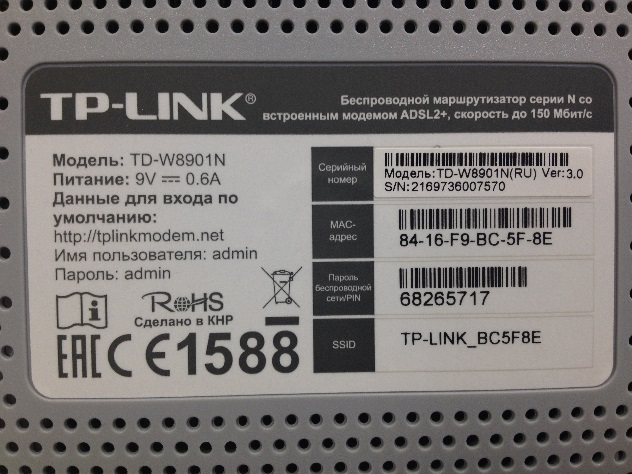 TP-LINK®
Беспроводной маршрутизатор серии N со
встроенным модемом ADSL2+, скорость до 150 Мбит/с
Модель: TD-W8901N
Питание: 9V ⎓ 0.6A
Данные для входа по
умолчанию:
http://tplinkmodem.net
Имя пользователя: admin
Пароль: admin
RoHS
Сделано в КНР
EAC CE1588
Серийный
номер
Модель:TD-W8901N(RU) Ver:3.0
S/N:2169736007570
MAC-
адрес
84-16-F9-BC-5F-8E
Пароль
беспроводной
сети/PIN
68265717
SSID
TP-LINK_BC5F8E